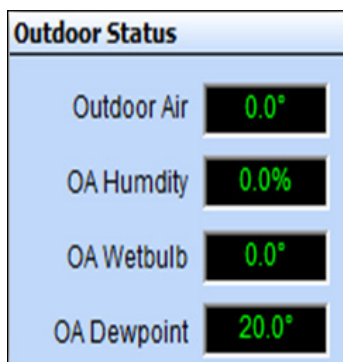 Outdoor Status
Outdoor Air 0.0°
OA Humdity 0.0%
OA Wetbulb 0.0°
OA Dewpoint 20.0°